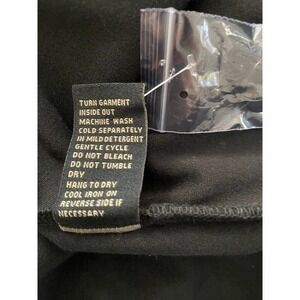 TURN GARMENT
INSIDE OUT
MACHINE WASH
COLD SEPARATELY
IN MILD DETERGENT
GENTLE CYCLE
DO NOT BLEACH
DO NOT TUMBLE
DRY
HANG TO DRY
COOL IRON ON
REVERSE SIDE IF
NECESSARY